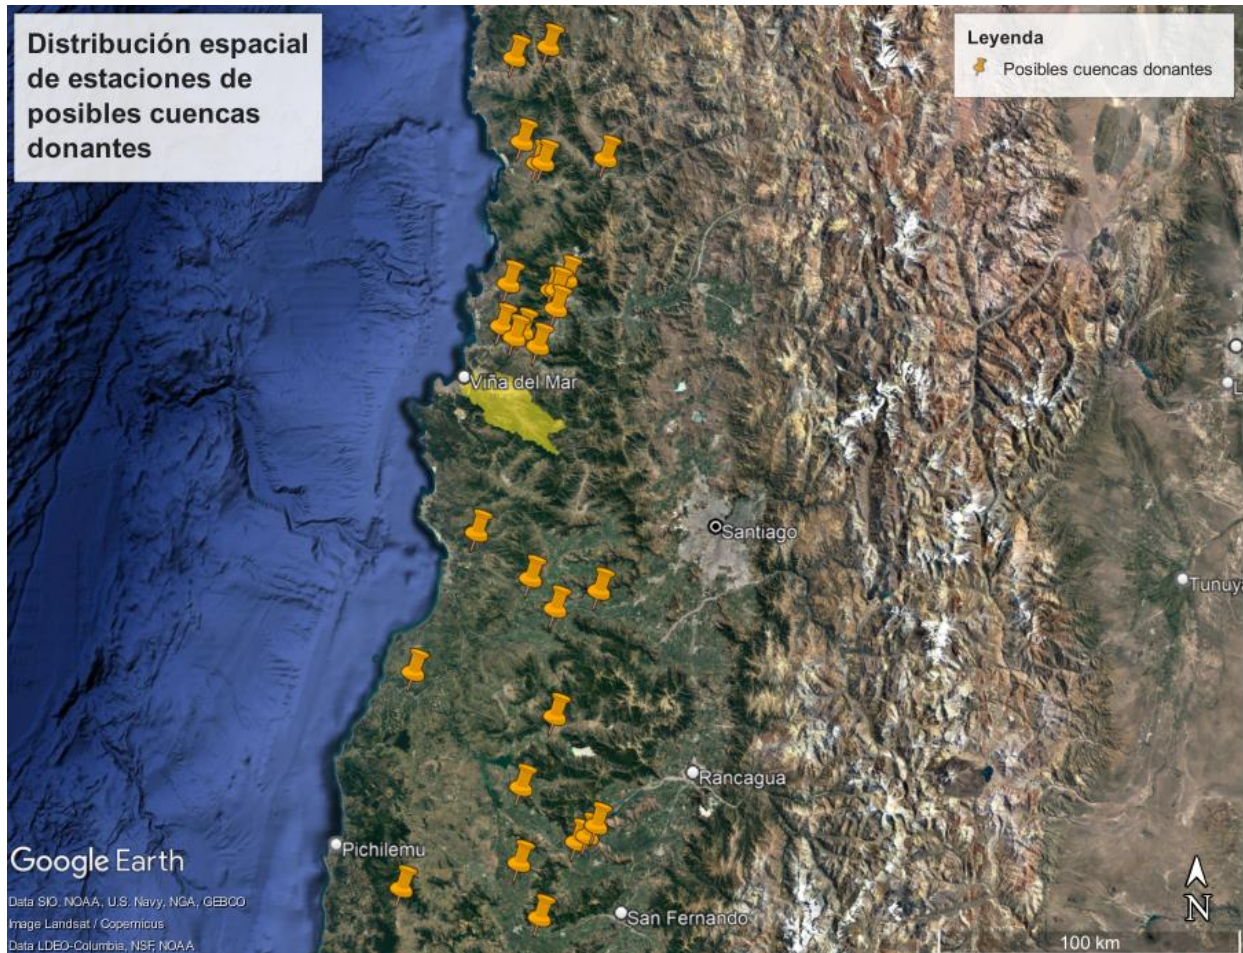 Distribución espacial
de estaciones de
posibles cuencas
donantes
Leyenda
Posibles cuencas donantes
Viña del Mar
L
Santiago
Tunuya
Rancagua
Pichilemu
San Fernando
Google Earth
Data SIO, NOAA, U.S. Navy, NGA, GEBCO
Image Landsat / Copernicus
Data LDEO-Columbia, NSF, NOAA
N
100 km